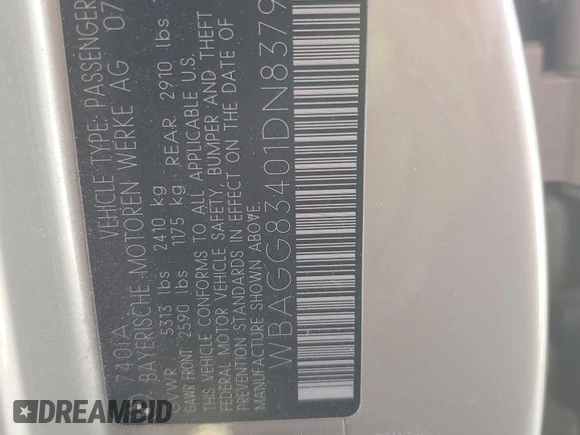 740iA VEHICLE TYPE: PASSENGER
BAYERISCHE MOTOREN WERKE AG 07
GVWR 5313 lbs 2410 kg
GAWR FRONT 2590 lbs 1175 kg REAR 2910 lbs
THIS VEHICLE CONFORMS TO ALL APPLICABLE U.S.
FEDERAL MOTOR VEHICLE SAFETY, BUMPER AND THEFT
PREVENTION STANDARDS IN EFFECT ON THE DATE OF
MANUFACTURE SHOWN ABOVE.
WBAGG83401DN8379
DREAMBID